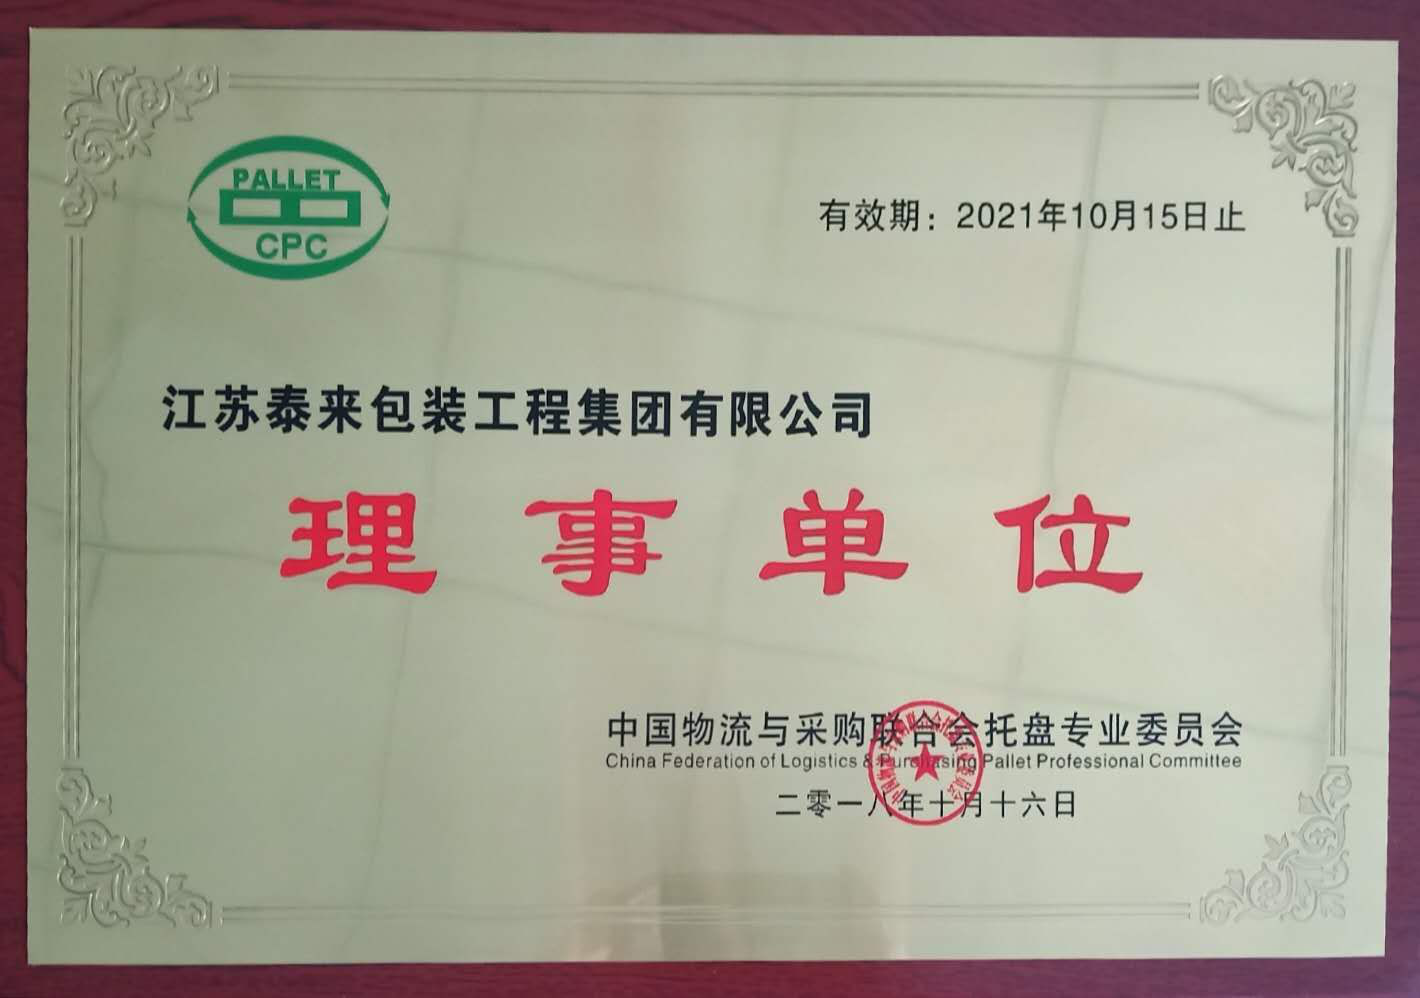 PALLET
CPC
有效期：2021年10月15日止
江苏泰来包装工程集团有限公司
理事单位
中国物流与采购联合会托盘专业委员会
China Federation of Logistics & Purchasing Pallet Professional Committee
二零一八年十月十六日